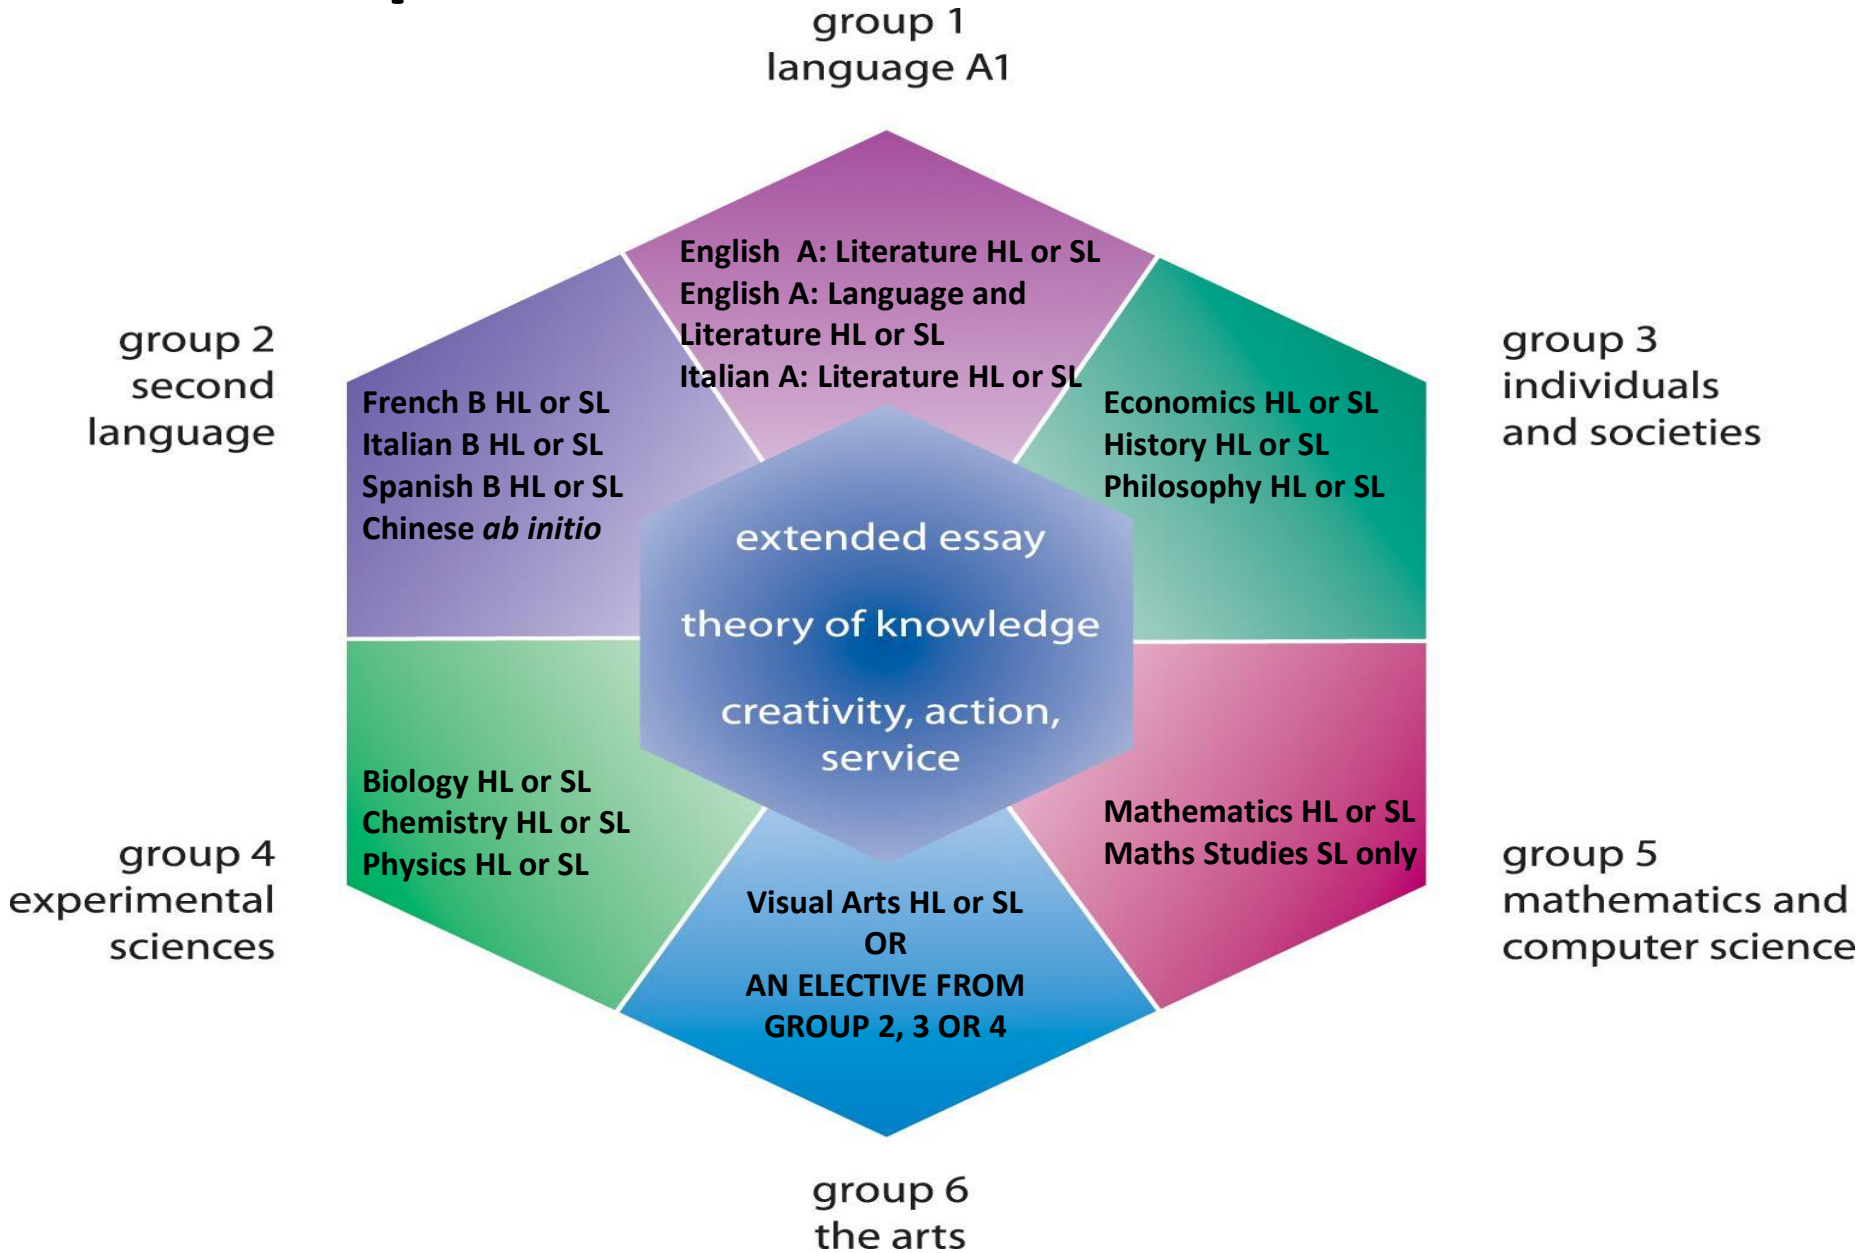 group 1
language A1
English A: Literature HL or SL
English A: Language and
Literature HL or SL
Italian A: Literature HL or SL
group 2
second
language
French B HL or SL
Italian B HL or SL
Spanish B HL or SL
Chinese ab initio
group 3
individuals
and societies
Economics HL or SL
History HL or SL
Philosophy HL or SL
extended essay
theory of knowledge
creativity, action,
service
group 4
experimental
sciences
Biology HL or SL
Chemistry HL or SL
Physics HL or SL
group 5
mathematics and
computer science
Mathematics HL or SL
Maths Studies SL only
Visual Arts HL or SL
OR
AN ELECTIVE FROM
GROUP 2, 3 OR 4
group 6
the arts